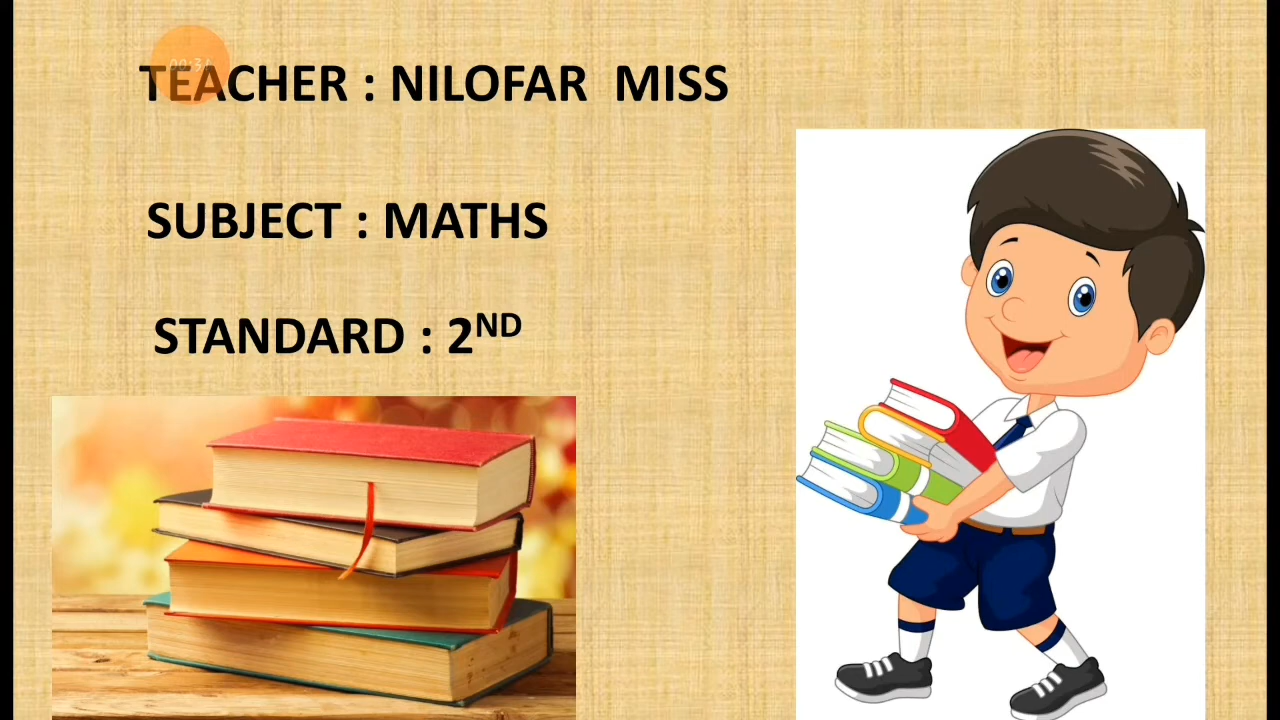 TEACHER : NILOFAR MISS
SUBJECT : MATHS
STANDARD : 2ND